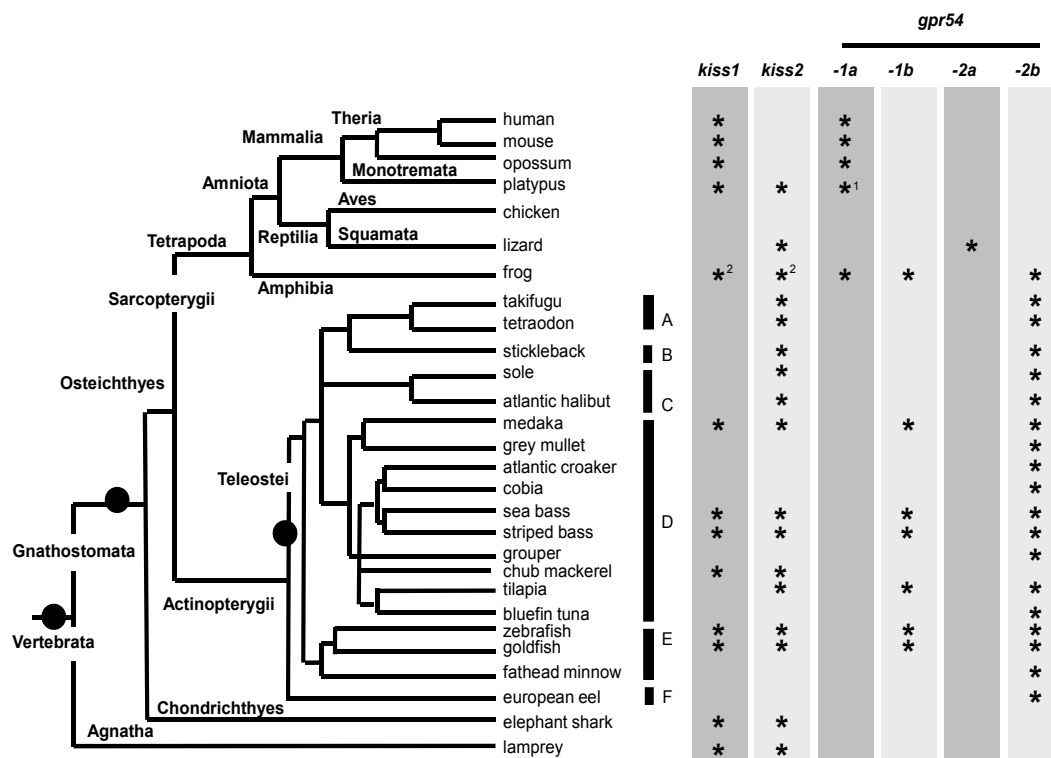 gpr54
kiss1 kiss2 -1a -1b -2a -2b
Theria
human * *
Mammalia
mouse * *
opossum * *
Monotremata
platypus * * *1
Amniota
Aves
chicken
Reptilia
Squamata
Tetrapoda
lizard * *
frog *2 *2 * * *
Amphibia
Sarcopterygii
takifugu * *
A
tetraodon * *
stickleback B * *
sole * *
Osteichthyes
atlantic halibut C * *
medaka * * * *
grey mullet *
atlantic croaker *
Teleostei
cobia *
sea bass * * * *
D
striped bass * * * *
Gnathostomata
grouper *
chub mackerel * *
tilapia * * *
Actinopterygii
bluefin tuna *
zebrafish * * * *
Vertebrata
E
goldfish * * * *
fathead minnow *
european eel F *
Chondrichthyes
elephant shark * *
Agnatha
lamprey * *